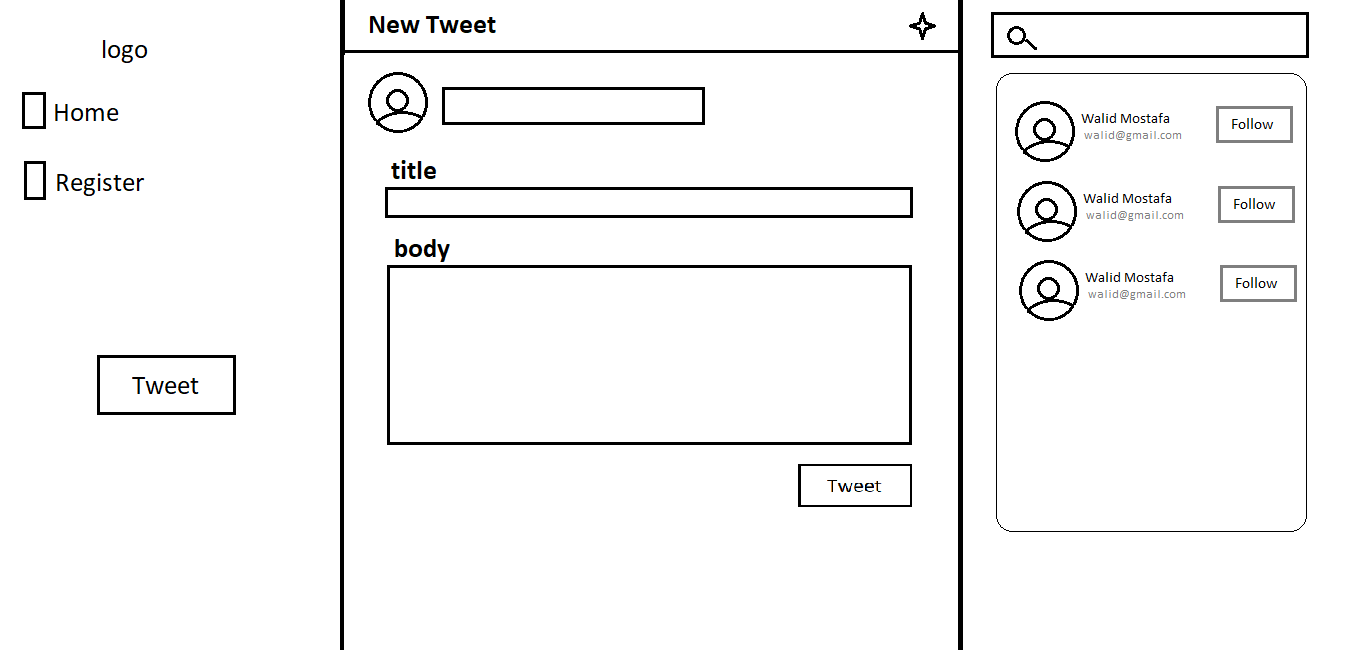 logo
Home
Register
Tweet
New Tweet
title
body
Tweet
Walid Mostafa
walid@gmail.com
Follow
Walid Mostafa
walid@gmail.com
Follow
Walid Mostafa
walid@gmail.com
Follow